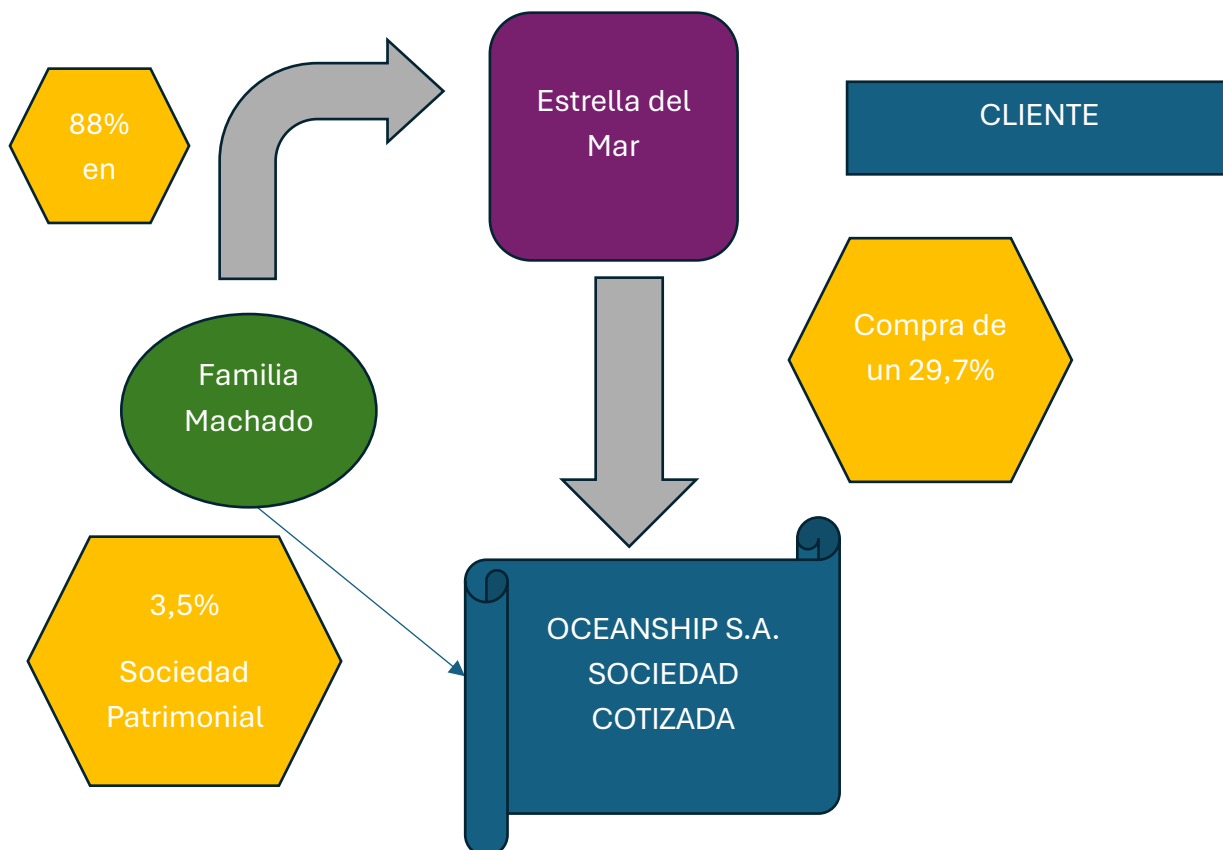 88%
en
Estrella del
Mar
CLIENTE
Compra de
un 29,7%
Familia
Machado
3,5%
Sociedad
Patrimonial
OCEANSHIP S.A.
SOCIEDAD
COTIZADA